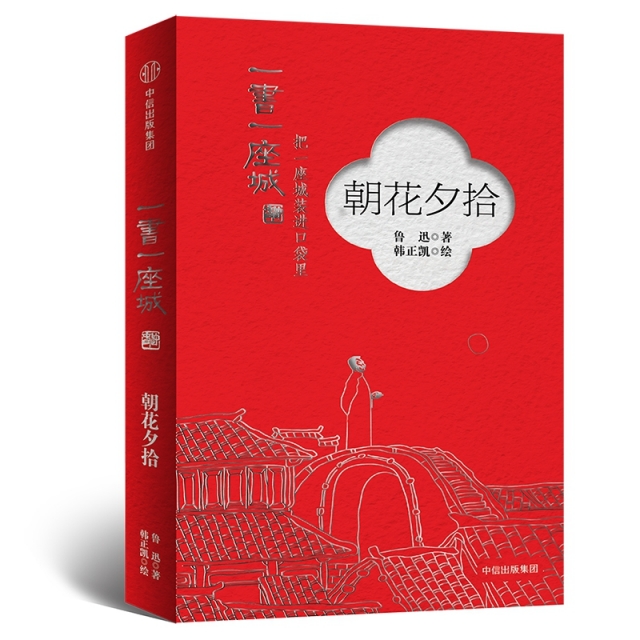 中信出版集团
一書一座城
朝花夕拾
鲁 迅◎著
韩正凯◎绘
一書一座城
把一座城装进口袋里
朝花夕拾
鲁 迅◎著
韩正凯◎绘
中信出版集团